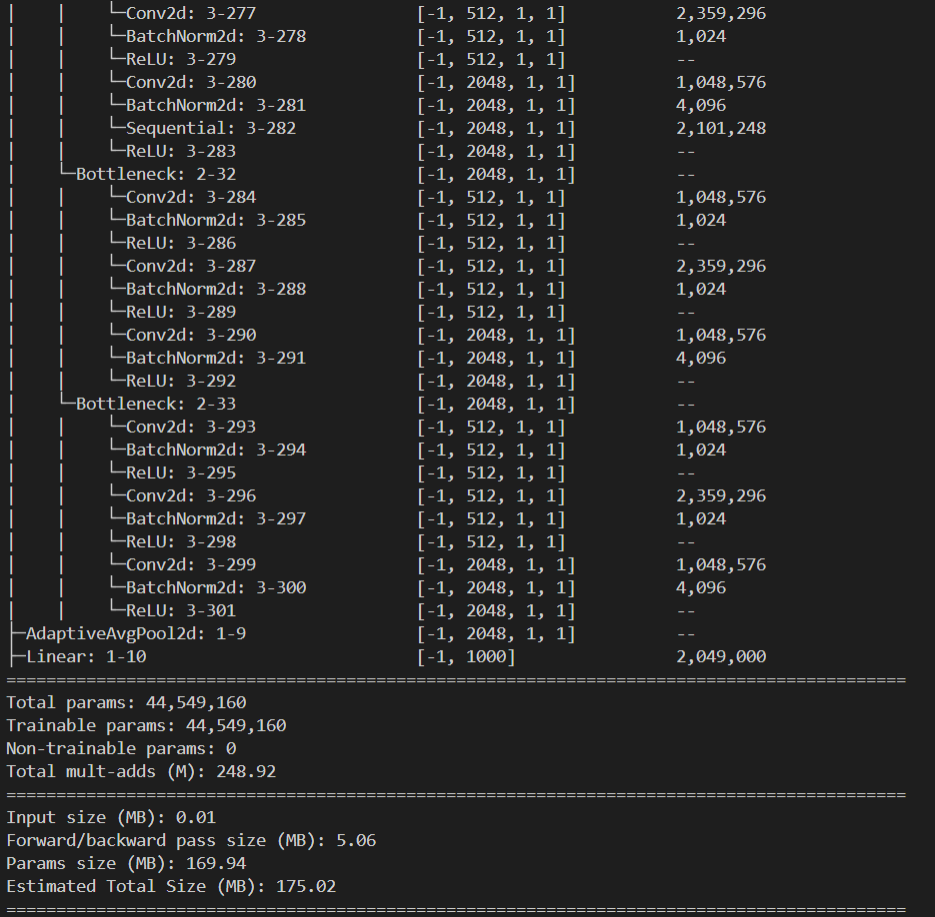 |    |    └─Conv2d: 3-277                [-1, 512, 1, 1]           2,359,296
|    |    └─BatchNorm2d: 3-278           [-1, 512, 1, 1]           1,024
|    |    └─ReLU: 3-279                  [-1, 512, 1, 1]           --
|    |    └─Conv2d: 3-280                [-1, 2048, 1, 1]          1,048,576
|    |    └─BatchNorm2d: 3-281           [-1, 2048, 1, 1]          4,096
|    |    └─Sequential: 3-282            [-1, 2048, 1, 1]          2,101,248
|    |    └─ReLU: 3-283                  [-1, 2048, 1, 1]          --
|    └─Bottleneck: 2-32                  [-1, 2048, 1, 1]          --
|    |    └─Conv2d: 3-284                [-1, 512, 1, 1]           1,048,576
|    |    └─BatchNorm2d: 3-285           [-1, 512, 1, 1]           1,024
|    |    └─ReLU: 3-286                  [-1, 512, 1, 1]           --
|    |    └─Conv2d: 3-287                [-1, 512, 1, 1]           2,359,296
|    |    └─BatchNorm2d: 3-288           [-1, 512, 1, 1]           1,024
|    |    └─ReLU: 3-289                  [-1, 512, 1, 1]           --
|    |    └─Conv2d: 3-290                [-1, 2048, 1, 1]          1,048,576
|    |    └─BatchNorm2d: 3-291           [-1, 2048, 1, 1]          4,096
|    |    └─ReLU: 3-292                  [-1, 2048, 1, 1]          --
|    └─Bottleneck: 2-33                  [-1, 2048, 1, 1]          --
|    |    └─Conv2d: 3-293                [-1, 512, 1, 1]           1,048,576
|    |    └─BatchNorm2d: 3-294           [-1, 512, 1, 1]           1,024
|    |    └─ReLU: 3-295                  [-1, 512, 1, 1]           --
|    |    └─Conv2d: 3-296                [-1, 512, 1, 1]           2,359,296
|    |    └─BatchNorm2d: 3-297           [-1, 512, 1, 1]           1,024
|    |    └─ReLU: 3-298                  [-1, 512, 1, 1]           --
|    |    └─Conv2d: 3-299                [-1, 2048, 1, 1]          1,048,576
|    |    └─BatchNorm2d: 3-300           [-1, 2048, 1, 1]          4,096
|    |    └─ReLU: 3-301                  [-1, 2048, 1, 1]          --
├─AdaptiveAvgPool2d: 1-9                 [-1, 2048, 1, 1]          --
├─Linear: 1-10                           [-1, 1000]                2,049,000
==========================================================================================
Total params: 44,549,160
Trainable params: 44,549,160
Non-trainable params: 0
Total mult-adds (M): 248.92
==========================================================================================
Input size (MB): 0.01
Forward/backward pass size (MB): 5.06
Params size (MB): 169.94
Estimated Total Size (MB): 175.02
==========================================================================================